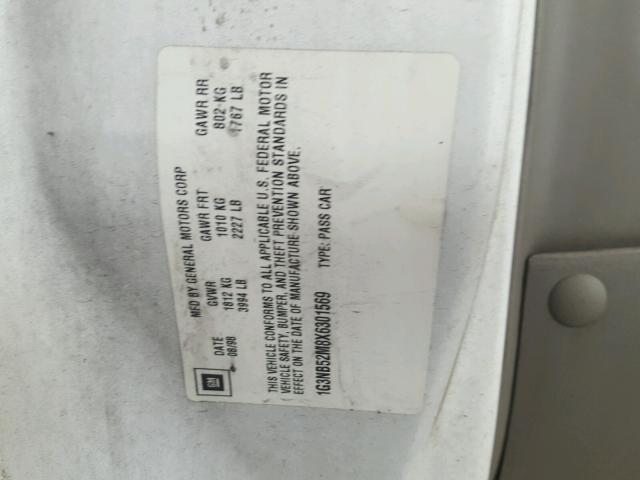 GM
MFD BY GENERAL MOTORS CORP
DATE GVWR GAWR FRT GAWR RR
08/98 1812 KG 1010 KG 802 KG
3994 LB 2227 LB 1767 LB
THIS VEHICLE CONFORMS TO ALL APPLICABLE U.S. FEDERAL MOTOR
VEHICLE SAFETY, BUMPER, AND THEFT PREVENTION STANDARDS IN
EFFECT ON THE DATE OF MANUFACTURE SHOWN ABOVE.
1G3NB52M8X6301569 TYPE: PASS CAR